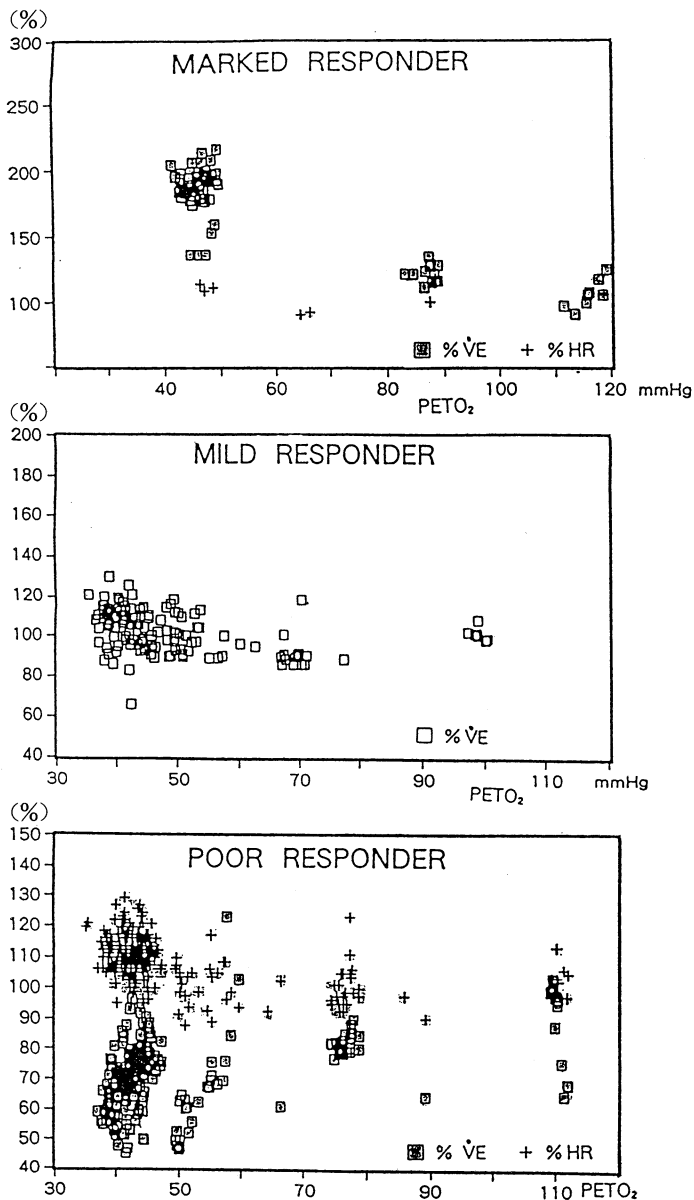 (%)
MARKED RESPONDER
300
250
200
150
100
% V̇E + % HR
40 60 80 100 120 mmHg
PETO₂
(%)
MILD RESPONDER
200
180
160
140
120
100
80
60
40
% V̇E
30 50 70 90 110 mmHg
PETO₂
(%)
POOR RESPONDER
150
140
130
120
110
100
90
80
70
60
50
40
% V̇E + % HR
30 50 70 90 110 PETO₂